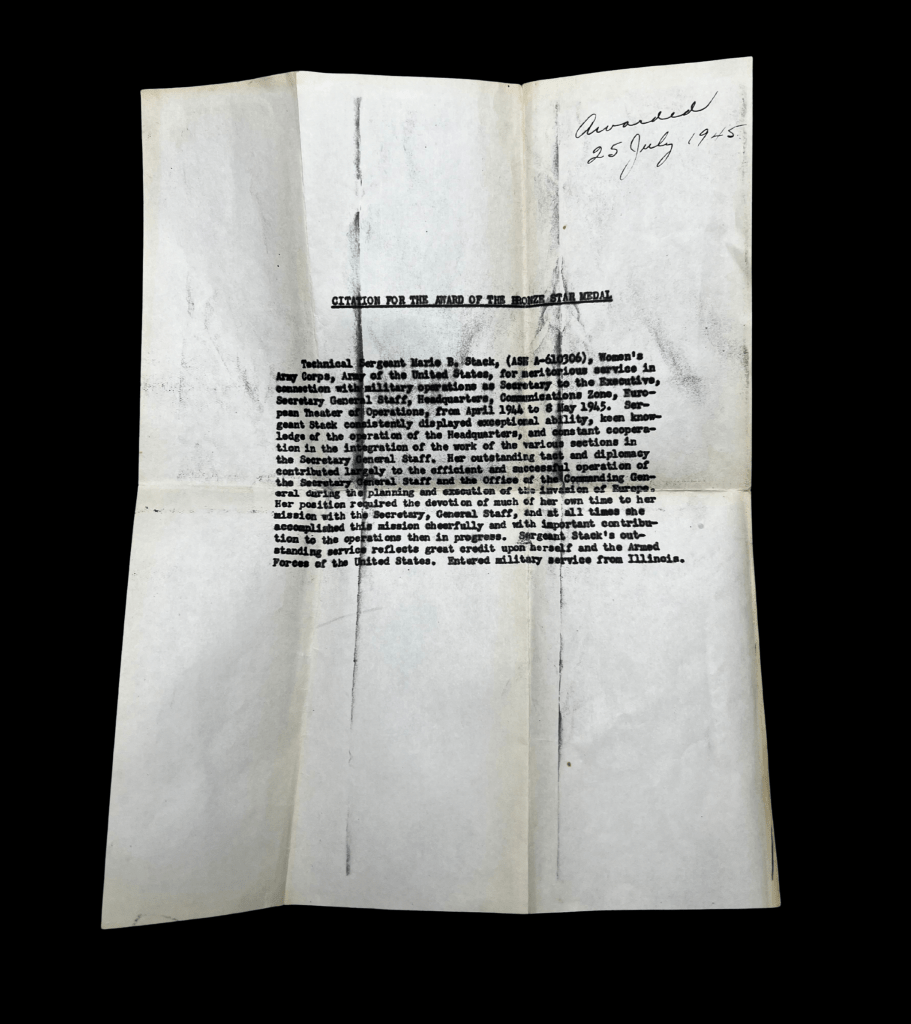 Awarded
25 July 1945
CITATION FOR THE AWARD OF THE BRONZE STAR MEDAL
Technical Sergeant Marie B. Stack, (ASN A-610306), Women's
Army Corps, Army of the United States, for meritorious service in
connection with military operations as Secretary to the Executive,
Secretary General Staff, Headquarters, Communications Zone, Euro-
pean Theater of Operations, from April 1944 to 8 May 1945. Ser-
geant Stack consistently displayed exceptional ability, keen know-
ledge of the operation of the Headquarters, and constant coopera-
tion in the integration of the work of the various sections in
the Secretary General Staff. Her outstanding tact and diplomacy
contributed largely to the efficient and successful operation of
the Secretary General Staff and the Office of the Commanding Gen-
eral during the planning and execution of the invasion of Europe.
Her position required the devotion of much of her own time to her
mission with the Secretary, General Staff, and at all times she
accomplished this mission cheerfully and with important contribu-
tion to the operations then in progress. Sergeant Stack's out-
standing service reflects great credit upon herself and the Armed
Forces of the United States. Entered military service from Illinois.